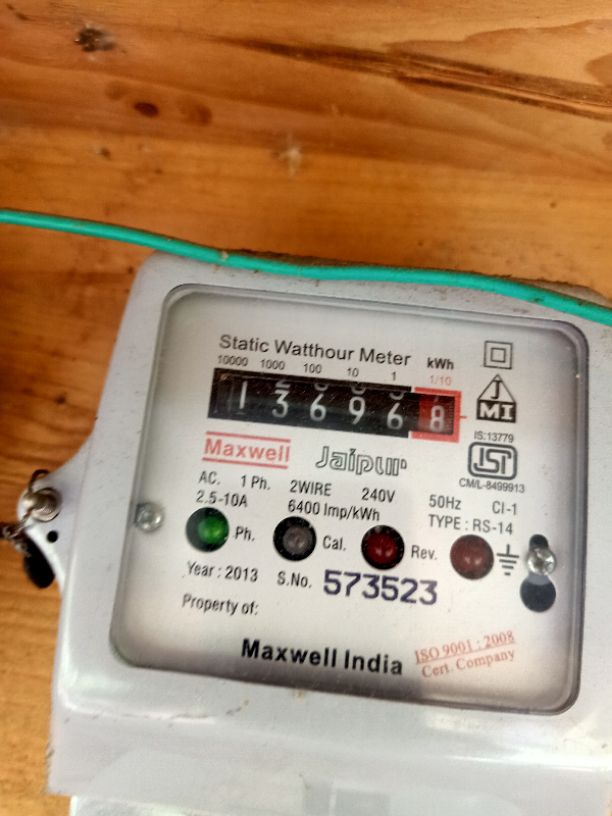 Static Watthour Meter
10000 1000 100 10 1 kWh
1/10
1 3 6 9 6 8
J
MI
IS:13779
ISI
CM/L-8499913
Maxwell Jaipur
AC. 1 Ph. 2WIRE 240V 50Hz CI-1
2.5-10A 6400 Imp/kWh TYPE : RS-14
Ph. Cal. Rev.
Year : 2013 S.No. 573523
Property of:
Maxwell India
ISO 9001 : 2008
Cert. Company